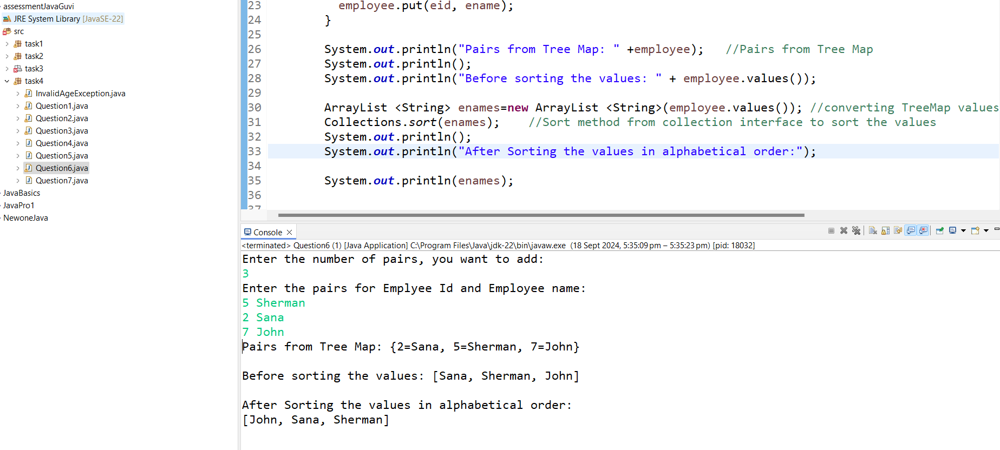 assessmentJavaGuvi
JRE System Library [JavaSE-22]
src
task1
task2
task3
task4
InvalidAgeException.java
Question1.java
Question2.java
Question3.java
Question4.java
Question5.java
Question6.java
Question7.java
JavaBasics
JavaPro1
NewoneJava
23 employee.put(eid, ename);
24 }
25
26 System.out.println("Pairs from Tree Map: " +employee); //Pairs from Tree Map
27 System.out.println();
28 System.out.println("Before sorting the values: " + employee.values());
29
30 ArrayList <String> enames=new ArrayList <String>(employee.values()); //converting TreeMap values
31 Collections.sort(enames); //Sort method from collection interface to sort the values
32 System.out.println();
33 System.out.println("After Sorting the values in alphabetical order:");
34
35 System.out.println(enames);
36
37
Console
<terminated> Question6 (1) [Java Application] C:\Program Files\Java\jdk-22\bin\javaw.exe (18 Sept 2024, 5:35:09 pm – 5:35:23 pm) [pid: 18032]
Enter the number of pairs, you want to add:
3
Enter the pairs for Emplyee Id and Employee name:
5 Sherman
2 Sana
7 John
Pairs from Tree Map: {2=Sana, 5=Sherman, 7=John}
Before sorting the values: [Sana, Sherman, John]
After Sorting the values in alphabetical order:
[John, Sana, Sherman]